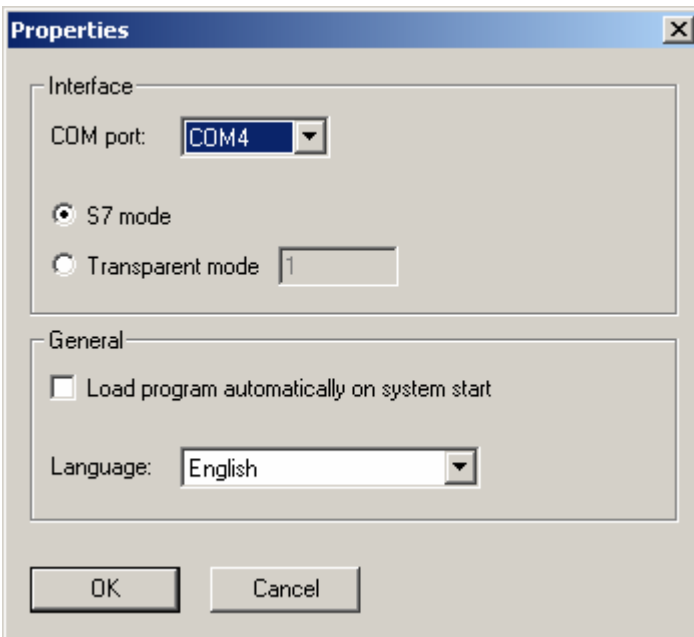 Properties
Interface
COM port: COM4
S7 mode
Transparent mode 1
General
Load program automatically on system start
Language: English
OK Cancel